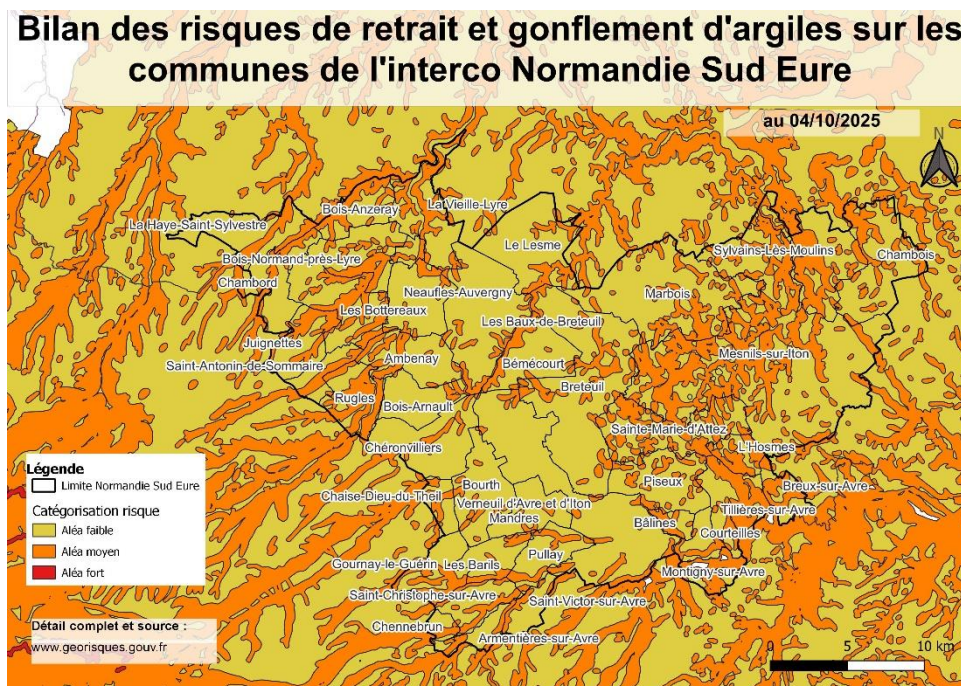 Bilan des risques de retrait et gonflement d'argiles sur les
communes de l'interco Normandie Sud Eure
au 04/10/2025
N
La Haye-Saint-Sylvestre
Bois-Anzeray
La Vieille-Lyre
Le Lesme
Sylvains-Lès-Moulins
Chambois
Bois-Normand-près-Lyre
Chambord
Neaufles-Auvergny
Marbois
Les Bottereaux
Les Baux-de-Breteuil
Juignettes
Mesnils-sur-Iton
Saint-Antonin-de-Sommaire
Ambenay
Bémécourt
Breteuil
Rugles
Bois-Arnault
Sainte-Marie-d'Attez
Chéronvilliers
L'Hosmes
Chaise-Dieu-du-Theil
Bourth
Piseux
Breux-sur-Avre
Verneuil d'Avre et d'Iton
Mandres
Tillières-sur-Avre
Bâlines
Courteilles
Pullay
Gournay-le-Guérin
Les Barils
Montigny-sur-Avre
Saint-Christophe-sur-Avre
Saint-Victor-sur-Avre
Chennebrun
Armentières-sur-Avre
Légende
Limite Normandie Sud Eure
Catégorisation risque
Aléa faible
Aléa moyen
Aléa fort
Détail complet et source :
www.georisques.gouv.fr
0 5 10 km